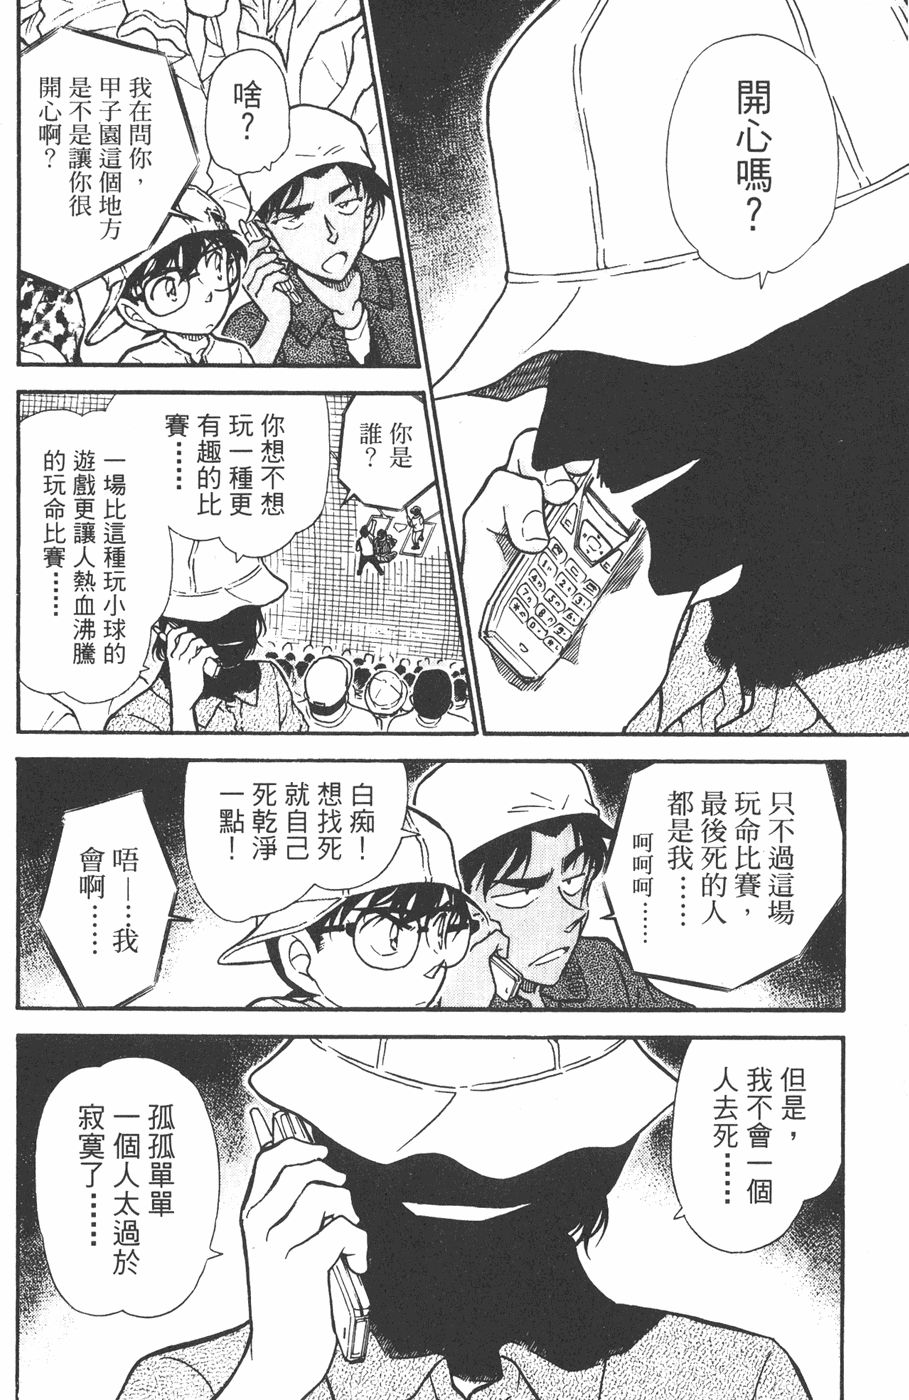 開心嗎？
啥？
我在問你，
甲子園這個地方
是不是讓你很
開心啊？
你是
誰？
你想不想
玩一種更
有趣的比
賽……
一場比這種玩小球的
遊戲更讓人熱血沸騰
的玩命比賽……
只不過這場
玩命比賽，
最後死的人
都是我……
呵呵呵……
白痴！
想找死
就自己
死乾淨
一點！
唔—…我
會啊……
但是，
我不會一個
人去死……
孤孤單單
一個人太過於
寂寞了……